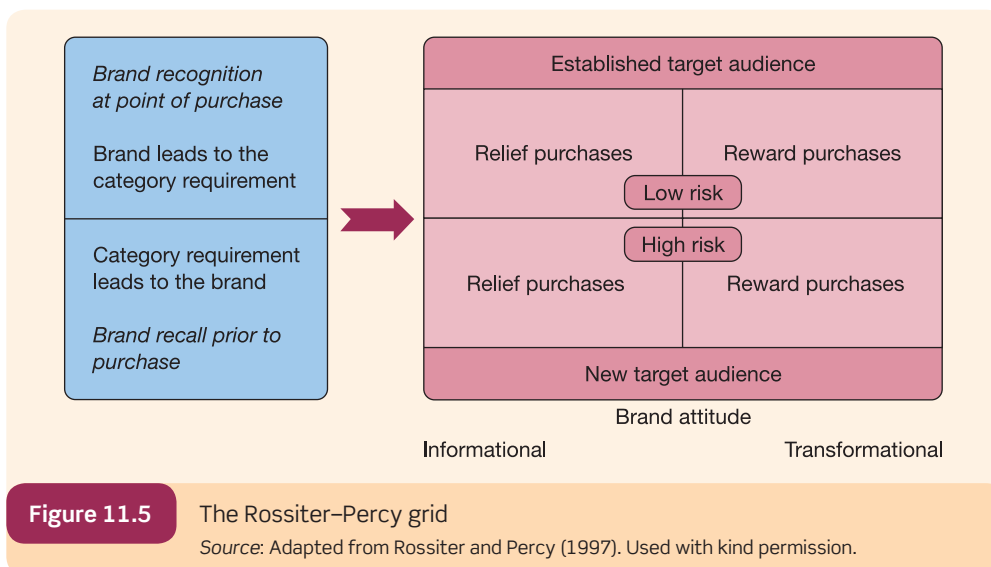 Brand recognition
at point of purchase
Brand leads to the
category requirement
Category requirement
leads to the brand
Brand recall prior to
purchase
Established target audience
Relief purchases
Reward purchases
Low risk
High risk
Relief purchases
Reward purchases
New target audience
Brand attitude
Informational
Transformational
Figure 11.5
The Rossiter–Percy grid
Source: Adapted from Rossiter and Percy (1997). Used with kind permission.